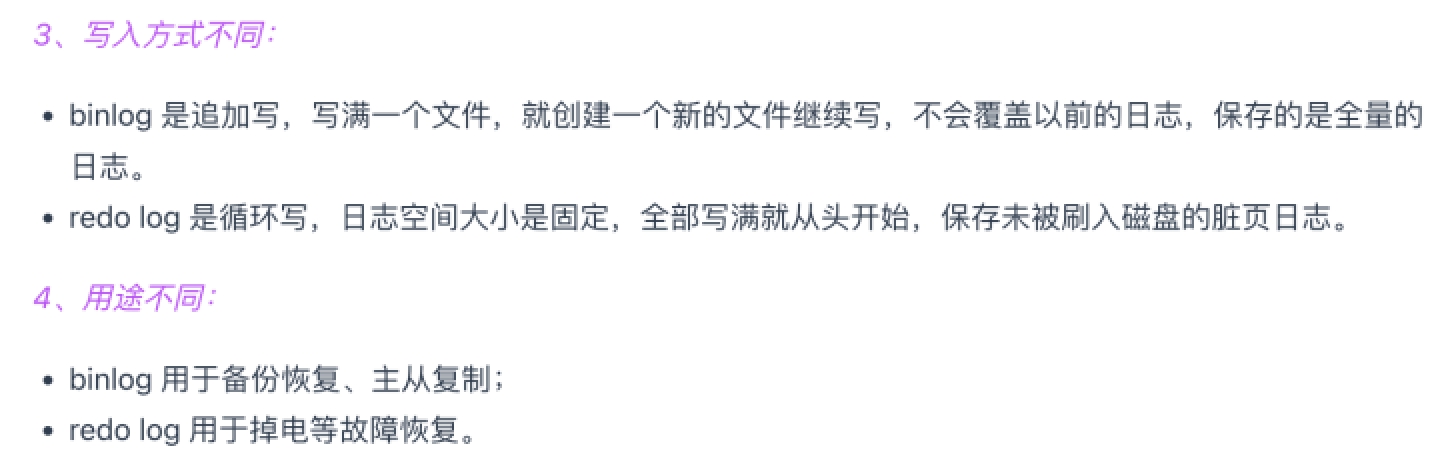 3、写入方式不同：
• binlog 是追加写，写满一个文件，就创建一个新的文件继续写，不会覆盖以前的日志，保存的是全量的
日志。
• redo log 是循环写，日志空间大小是固定，全部写满就从头开始，保存未被刷入磁盘的脏页日志。
4、用途不同：
• binlog 用于备份恢复、主从复制；
• redo log 用于掉电等故障恢复。